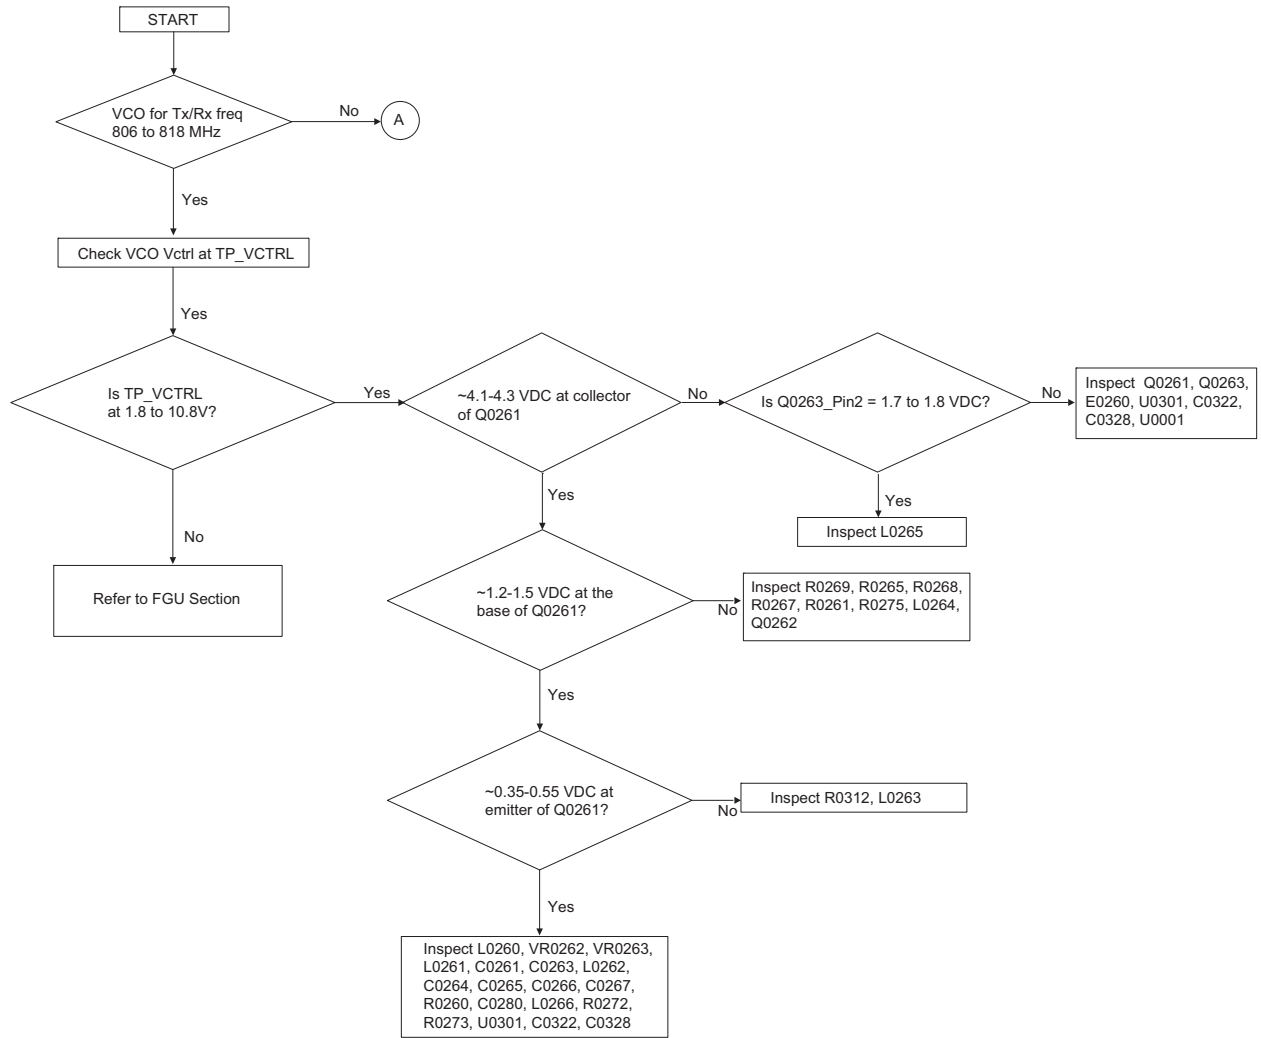 START
VCO for Tx/Rx freq
806 to 818 MHz
No
A
Yes
Check VCO Vctrl at TP_VCTRL
Yes
Is TP_VCTRL
at 1.8 to 10.8V?
Yes
~4.1-4.3 VDC at collector
of Q0261
No
Is Q0263_Pin2 = 1.7 to 1.8 VDC?
No
Inspect Q0261, Q0263,
E0260, U0301, C0322,
C0328, U0001
Yes
Inspect L0265
No
Refer to FGU Section
Yes
~1.2-1.5 VDC at the
base of Q0261?
No
Inspect R0269, R0265, R0268,
R0267, R0261, R0275, L0264,
Q0262
Yes
~0.35-0.55 VDC at
emitter of Q0261?
No
Inspect R0312, L0263
Yes
Inspect L0260, VR0262, VR0263,
L0261, C0261, C0263, L0262,
C0264, C0265, C0266, C0267,
R0260, C0280, L0266, R0272,
R0273, U0301, C0322, C0328